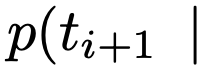 p(t_{i+1} |